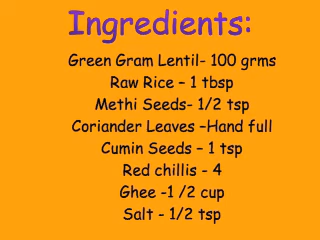 Ingredients:
Green Gram Lentil- 100 grms
Raw Rice – 1 tbsp
Methi Seeds- 1/2 tsp
Coriander Leaves –Hand full
Cumin Seeds – 1 tsp
Red chillis - 4
Ghee -1 /2 cup
Salt - 1/2 tsp